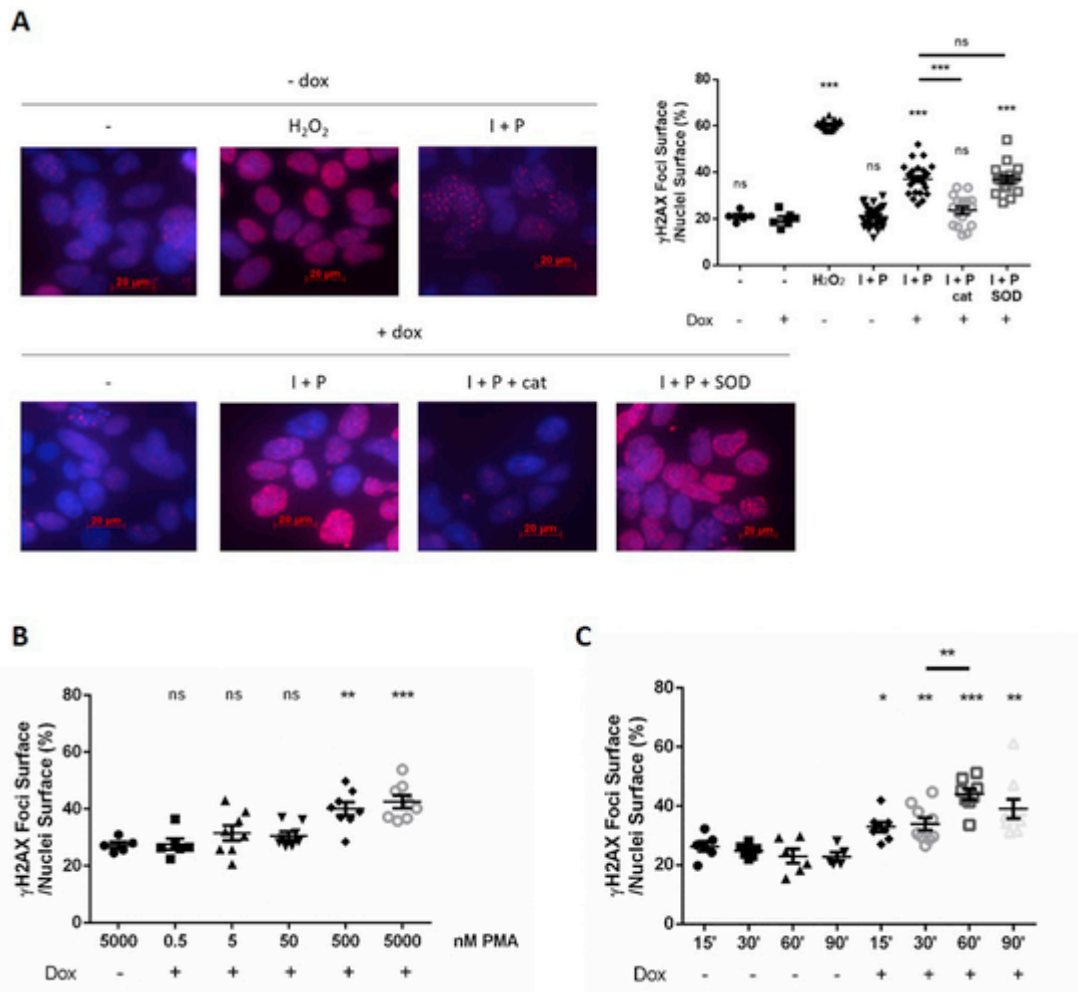 A
- dox
- H₂O₂ I + P
20 µm 20 µm 20 µm
+ dox
- I + P I + P + cat I + P + SOD
20 µm 20 µm 20 µm 20 µm
γH2AX Foci Surface
/Nuclei Surface (%)
ns
***
*** *** ***
ns ns ns
80
60
40
20
0
- - H₂O₂ I + P I + P I + P I + P
cat SOD
Dox - + - - + + +
B
γH2AX Foci Surface
/Nuclei Surface (%)
ns ns ns ** ***
80
60
40
20
0
5000 0.5 5 50 500 5000 nM PMA
Dox - + + + + +
C
γH2AX Foci Surface
/Nuclei Surface (%)
**
* ** *** **
80
60
40
20
0
15' 30' 60' 90' 15' 30' 60' 90'
Dox - - - - + + + +